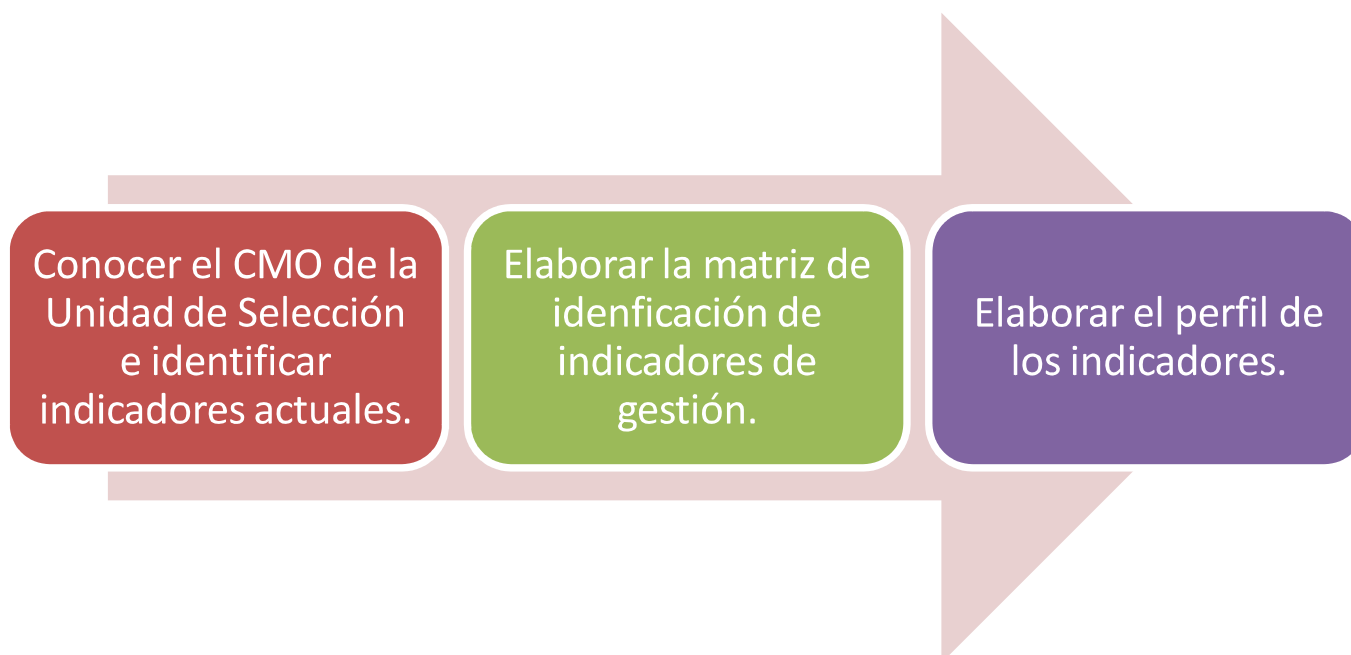 Conocer el CMO de la
Unidad de Selección
e identificar
indicadores actuales.
Elaborar la matriz de
idenficación de
indicadores de
gestión.
Elaborar el perfil de
los indicadores.